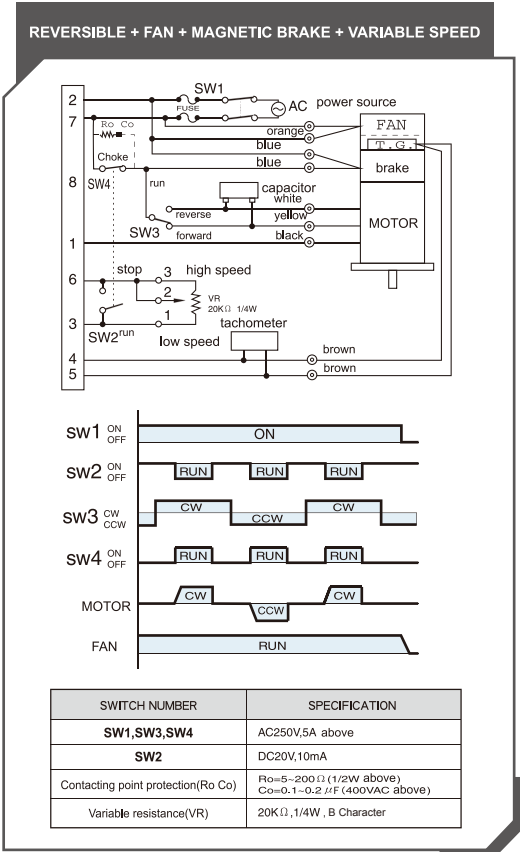 REVERSIBLE + FAN + MAGNETIC BRAKE + VARIABLE SPEED
2
SW1
FUSE
AC power source
7
Ro Co
orange
FAN
blue
T.G.
Choke
blue
brake
8
SW4
run
capacitor
white
reverse
yellow
MOTOR
SW3
forward
black
1
6
stop
3
high speed
2
VR
20KΩ 1/4W
3
1
SW2
run
low speed
tachometer
4
brown
5
brown
SW1 ON
OFF
ON
SW2 ON
OFF
RUN RUN RUN
SW3 CW
CCW
CW CCW CW
SW4 ON
OFF
RUN RUN RUN
MOTOR
CW CCW CW
FAN
RUN
SWITCH NUMBER SPECIFICATION
SW1,SW3,SW4 AC250V,5A above
SW2 DC20V,10mA
Contacting point protection(Ro Co) Ro=5~200Ω(1/2W above)
Co=0.1~0.2 μF(400VAC above)
Variable resistance(VR) 20KΩ,1/4W , B Character